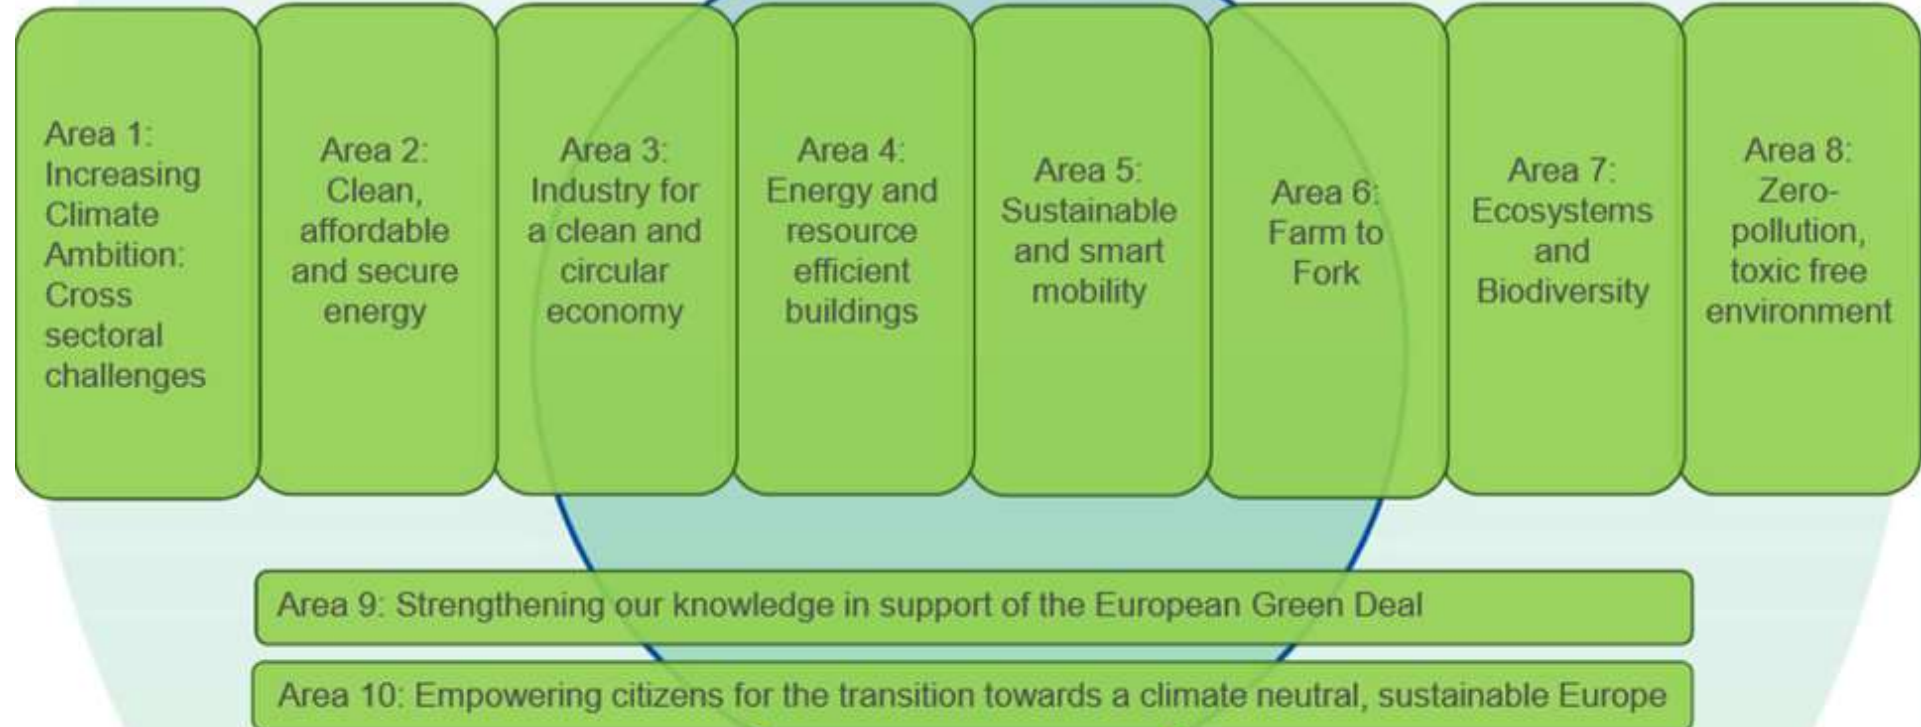 Area 1:
Increasing
Climate
Ambition:
Cross
sectoral
challenges
Area 2:
Clean,
affordable
and secure
energy
Area 3:
Industry for
a clean and
circular
economy
Area 4:
Energy and
resource
efficient
buildings
Area 5:
Sustainable
and smart
mobility
Area 6:
Farm to
Fork
Area 7:
Ecosystems
and
Biodiversity
Area 8:
Zero-
pollution,
toxic free
environment
Area 9: Strengthening our knowledge in support of the European Green Deal
Area 10: Empowering citizens for the transition towards a climate neutral, sustainable Europe